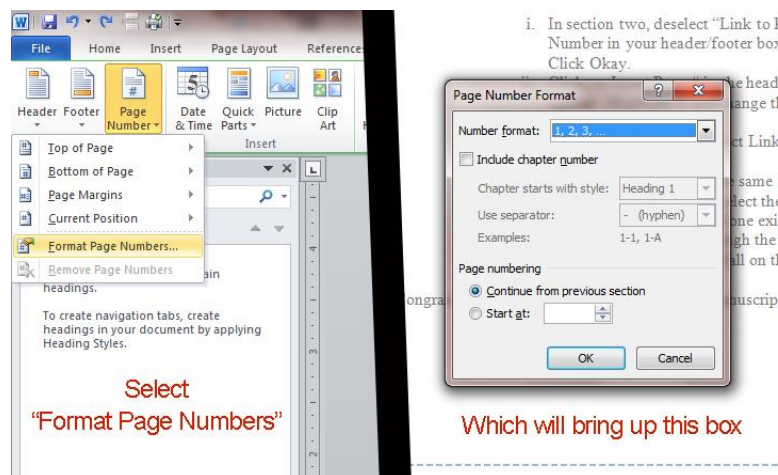 W
File Home Insert Page Layout Reference
Header Footer Page Number Date & Time Quick Parts Picture Clip Art
Insert
Top of Page
Bottom of Page
Page Margins
Current Position
Format Page Numbers...
Remove Page Numbers
ain
headings.
To create navigation tabs, create
headings in your document by applying
Heading Styles.
Select
"Format Page Numbers"
i. In section two, deselect "Link to
Number in your header/footer box
Click Okay.
Page Number Format
Number format: 1, 2, 3, ...
Include chapter number
Chapter starts with style: Heading 1
Use separator: - (hyphen)
Examples: 1-1, 1-A
Page numbering
Continue from previous section
Start at:
OK Cancel
Which will bring up this box